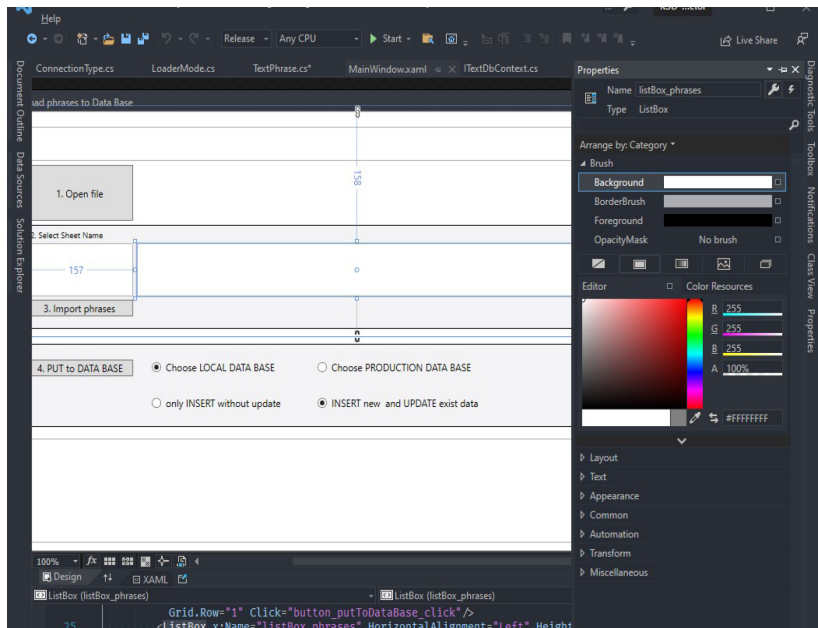 Help
Release Any CPU Start Live Share
ConnectionType.cs LoaderMode.cs TextPhrase.cs* MainWindow.xaml ITextDbContext.cs
Properties
Name listBox_phrases
Type ListBox
Arrange by: Category
Brush
Background
BorderBrush
Foreground
OpacityMask No brush
Editor Color Resources
R 255
G 255
B 255
A 100%
#FFFFFFFF
Layout
Text
Appearance
Common
Automation
Transform
Miscellaneous
Document Outline
Data Sources
Solution Explorer
Diagnostic Tools
Toolbox
Notifications
Class View
Properties
ad phrases to Data Base
158
1. Open file
2. Select Sheet Name
157
3. Import phrases
4. PUT to DATA BASE Choose LOCAL DATA BASE Choose PRODUCTION DATA BASE
only INSERT without update INSERT new and UPDATE exist data
100% fx
Design XAML
ListBox (listBox_phrases) ListBox (listBox_phrases)
Grid.Row="1" Click="button_putToDataBase_click"/>
25 <ListBox x:Name="listBox_phrases" HorizontalAlignment="Left" Height